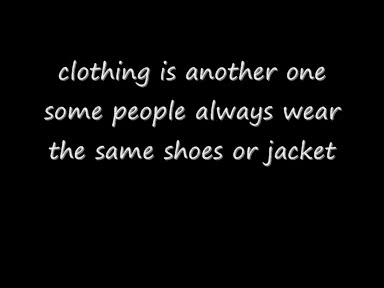 clothing is another one
some people always wear
the same shoes or jacket